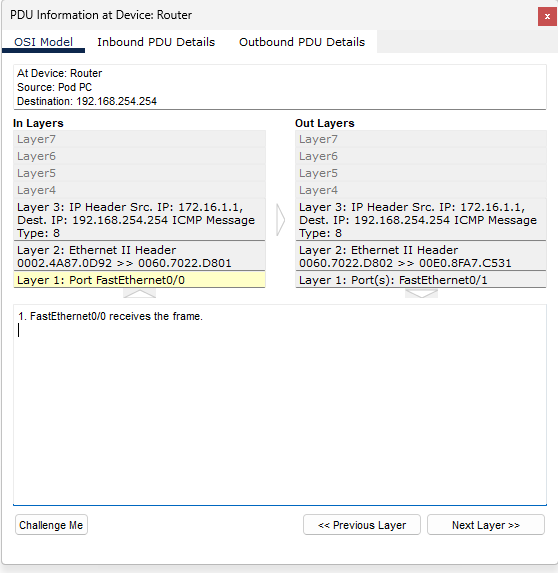 PDU Information at Device: Router
x
OSI Model Inbound PDU Details Outbound PDU Details
At Device: Router
Source: Pod PC
Destination: 192.168.254.254
In Layers
Layer7
Layer6
Layer5
Layer4
Layer 3: IP Header Src. IP: 172.16.1.1,
Dest. IP: 192.168.254.254 ICMP Message
Type: 8
Layer 2: Ethernet II Header
0002.4A87.0D92 >> 0060.7022.D801
Layer 1: Port FastEthernet0/0
Out Layers
Layer7
Layer6
Layer5
Layer4
Layer 3: IP Header Src. IP: 172.16.1.1,
Dest. IP: 192.168.254.254 ICMP Message
Type: 8
Layer 2: Ethernet II Header
0060.7022.D802 >> 00E0.8FA7.C531
Layer 1: Port(s): FastEthernet0/1
1. FastEthernet0/0 receives the frame.
Challenge Me
<< Previous Layer
Next Layer >>